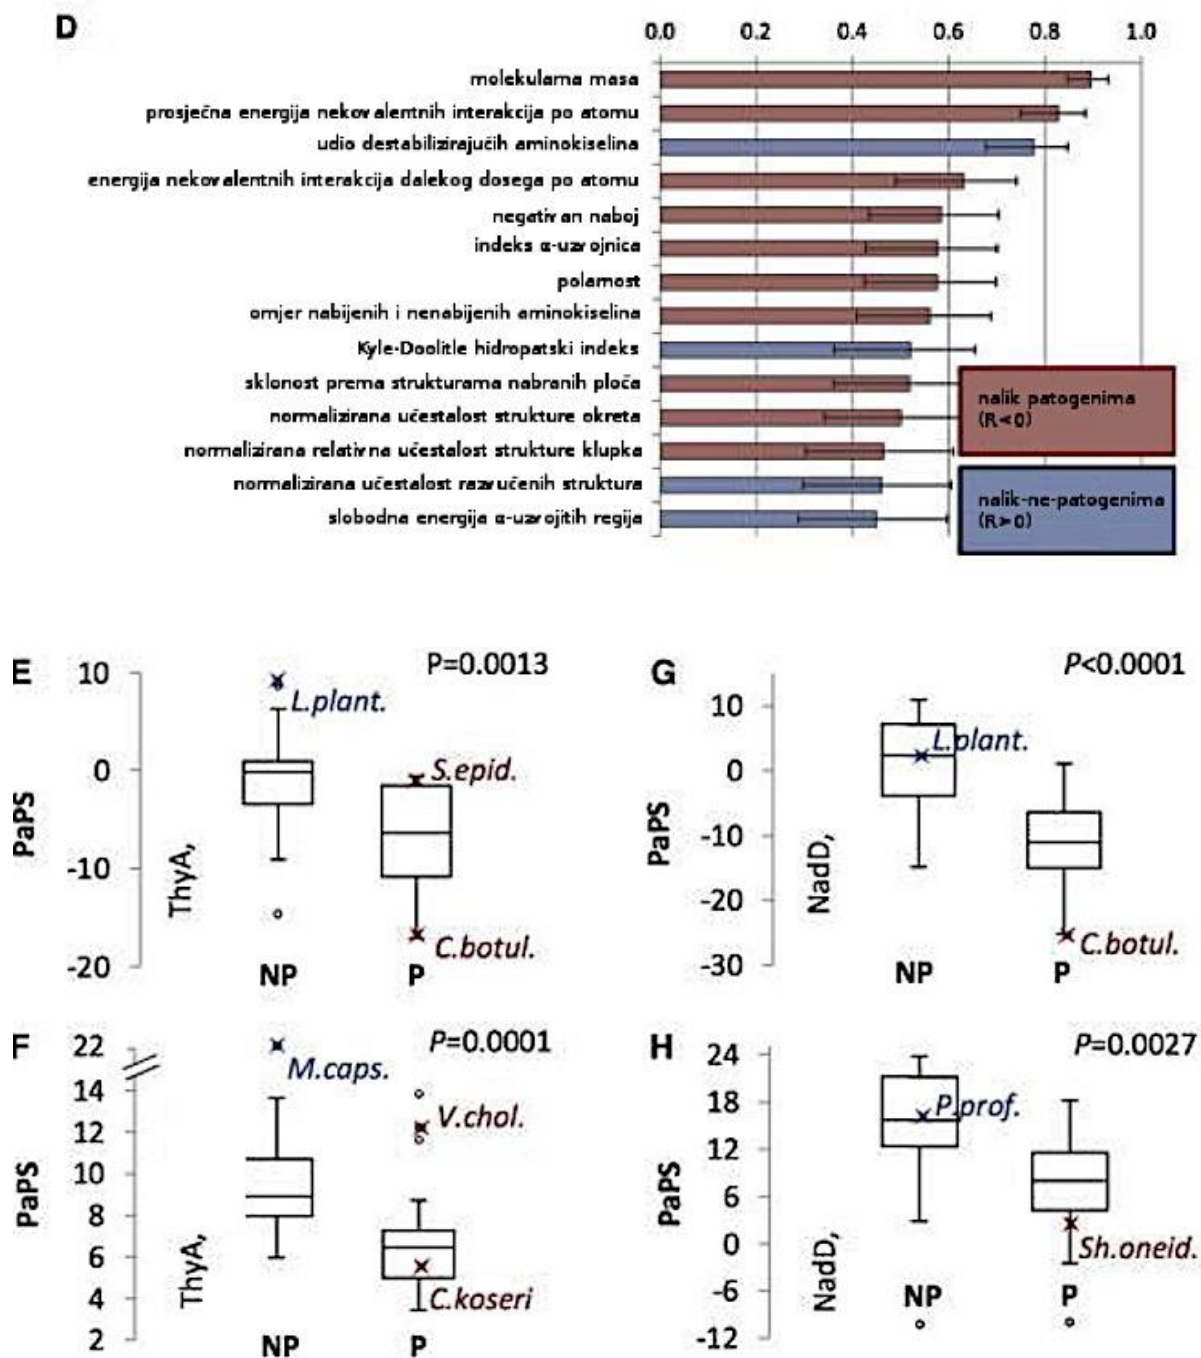 D
0.0 0.2 0.4 0.6 0.8 1.0
molekularna masa
prosječna energija nekovalentnih interakcija po atomu
udio destabilizirajućih aminokiselina
energija nekovalentnih interakcija dalekog dosega po atomu
negativan naboj
indeks α-uzvojnica
polarnost
omjer nabijenih i nenabijenih aminokiselina
Kyle-Doolitle hidropatski indeks
sklonost prema strukturama nabranih ploča
normalizirana učestalost strukture okreta
normalizirana relativna učestalost strukture klupka
normalizirana učestalost razvučenih struktura
slobodna energija α-uzvojitih regija
nalik patogenima
(R<0)
nalik-ne-patogenima
(R>0)
E
P=0.0013
PaPS
10
0
-10
-20
ThyA,
L.plant.
S.epid.
C.botul.
NP P
G
P<0.0001
PaPS
10
0
-10
-20
-30
NadD,
L.plant.
C.botul.
NP P
F
P=0.0001
PaPS
22
14
12
10
8
6
4
2
ThyA,
M.caps.
V.chol.
C.koseri
NP P
H
P=0.0027
PaPS
24
18
12
6
0
-6
-12
NadD,
P.prof.
Sh.oneid.
NP P